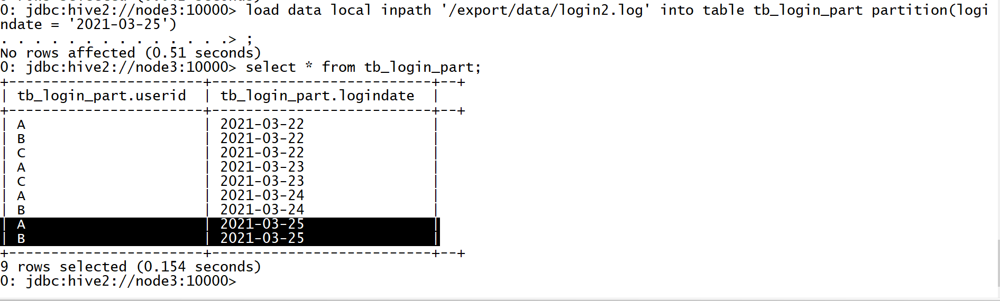 0: jdbc:hive2://node3:10000> load data local inpath '/export/data/login2.log' into table tb_login_part partition(logi
ndate = '2021-03-25')
. . . . . . . . . . . . . .> ;
No rows affected (0.51 seconds)
0: jdbc:hive2://node3:10000> select * from tb_login_part;
+-----------------------+--------------------------+--+
| tb_login_part.userid  | tb_login_part.logindate  |
+-----------------------+--------------------------+--+
| A                     | 2021-03-22               |
| B                     | 2021-03-22               |
| C                     | 2021-03-22               |
| A                     | 2021-03-23               |
| C                     | 2021-03-23               |
| A                     | 2021-03-24               |
| B                     | 2021-03-24               |
| A                     | 2021-03-25               |
| B                     | 2021-03-25               |
+-----------------------+--------------------------+--+
9 rows selected (0.154 seconds)
0: jdbc:hive2://node3:10000>